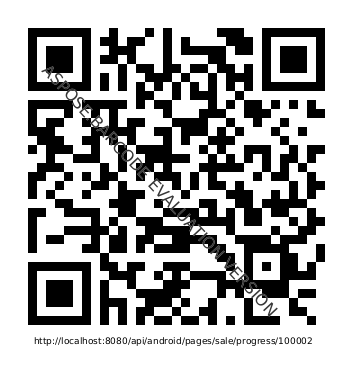 ASPOSE BARCODE EVALUATION VERSION
http://localhost:8080/api/android/pages/sale/progress/100002